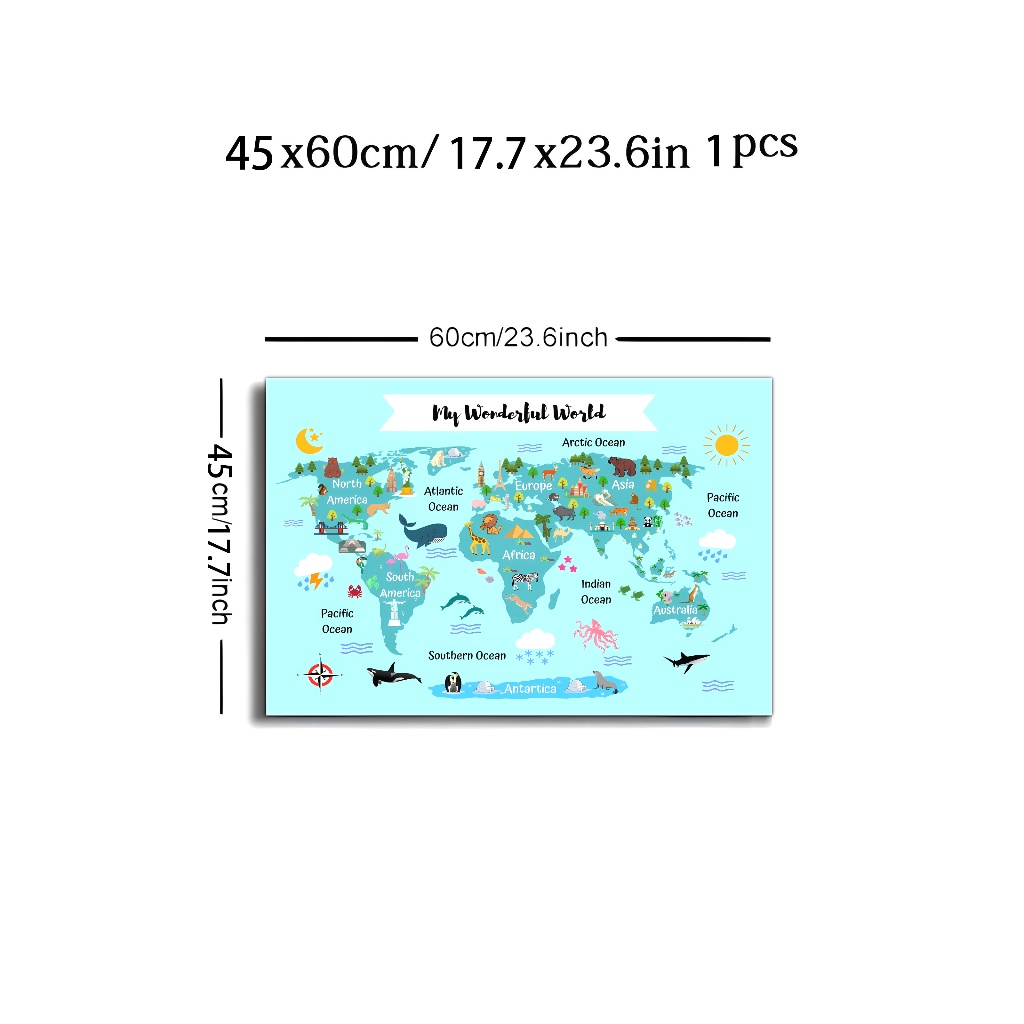 45x60cm/ 17.7x23.6in 1pcs
60cm/23.6inch
45cm/17.7inch
My Wonderful World
Arctic Ocean
North
America
Atlantic
Ocean
Europe
Asia
Pacific
Ocean
Africa
South
America
Indian
Ocean
Australia
Pacific
Ocean
Southern Ocean
Antartica